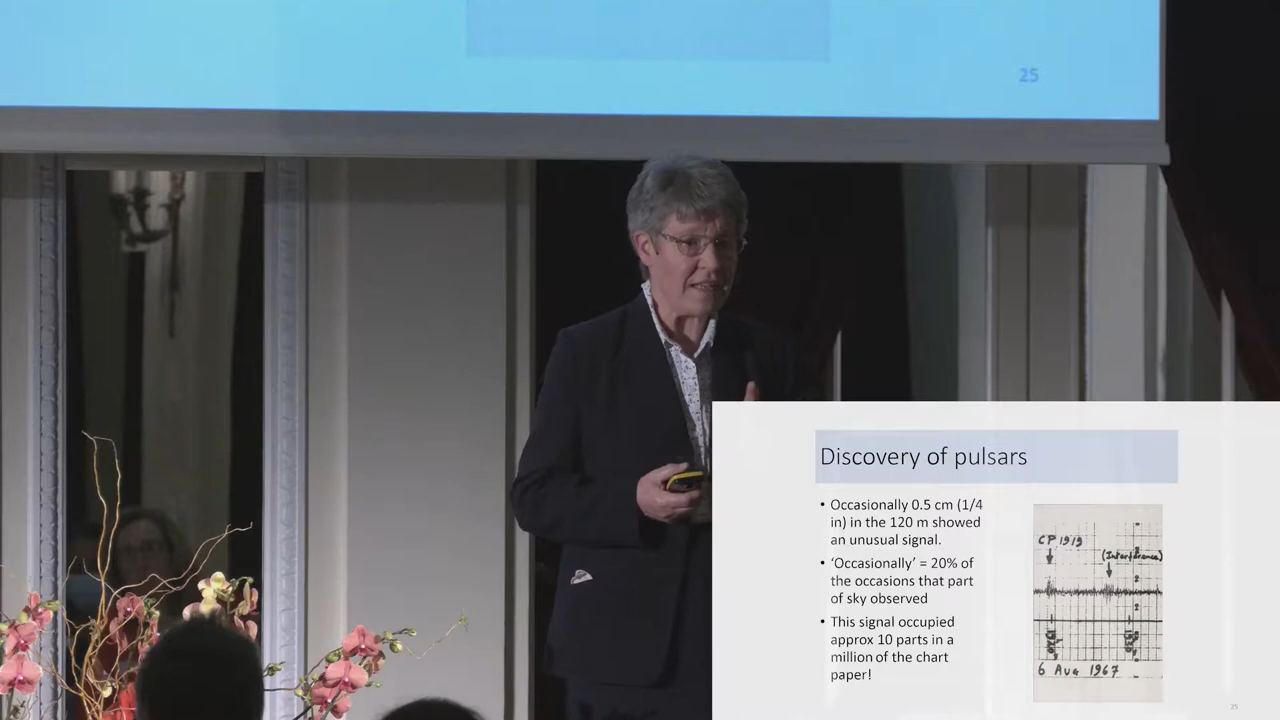 25
Discovery of pulsars
• Occasionally 0.5 cm (1/4
in) in the 120 m showed
an unusual signal.
• ‘Occasionally’ = 20% of
the occasions that part
of sky observed
• This signal occupied
approx 10 parts in a
million of the chart
paper!
CP 1919
(Interference)
6 AUG 1967
25